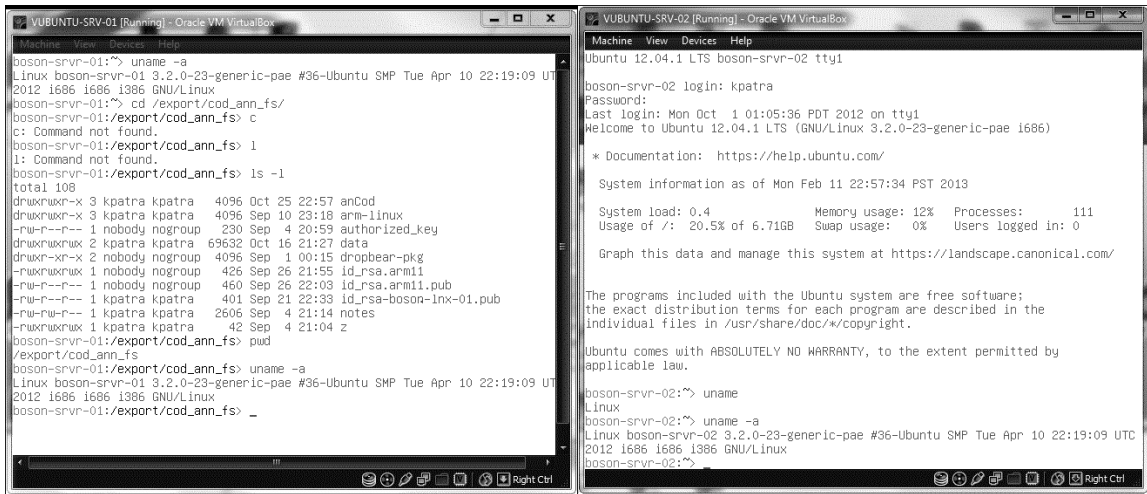 VUBUNTU-SRV-01 [Running] - Oracle VM VirtualBox
Machine View Devices Help
boson-srvr-01:~> uname -a
Linux boson-srvr-01 3.2.0-23-generic-pae #36-Ubuntu SMP Tue Apr 10 22:19:09 UT
2012 i686 i686 i386 GNU/Linux
boson-srvr-01:~> cd /export/cod_ann_fs/
boson-srvr-01:/export/cod_ann_fs> c
c: Command not found.
boson-srvr-01:/export/cod_ann_fs> l
l: Command not found.
boson-srvr-01:/export/cod_ann_fs> ls -l
total 108
drwxrwxr-x 3 kpatra kpatra 4096 Oct 25 22:57 anCod
drwxrwxr-x 3 kpatra kpatra 4096 Sep 10 23:18 arm-linux
-rw-r--r-- 1 nobody nogroup 230 Sep 4 20:59 authorized_key
drwxrwxrwx 2 kpatra kpatra 69632 Oct 16 21:27 data
drwxr-xr-x 2 nobody nogroup 4096 Sep 1 00:15 dropbear-pkg
-rwxrwxrwx 1 nobody nogroup 426 Sep 26 21:55 id_rsa.arm11
-rw-r--r-- 1 nobody nogroup 460 Sep 26 22:03 id_rsa.arm11.pub
-rw-r--r-- 1 kpatra kpatra 401 Sep 21 22:33 id_rsa-boson-lnx-01.pub
-rw-rw-r-- 1 kpatra kpatra 2606 Sep 4 21:14 notes
-rwxrwxrwx 1 kpatra kpatra 42 Sep 4 21:04 z
boson-srvr-01:/export/cod_ann_fs> pwd
/export/cod_ann_fs
boson-srvr-01:/export/cod_ann_fs> uname -a
Linux boson-srvr-01 3.2.0-23-generic-pae #36-Ubuntu SMP Tue Apr 10 22:19:09 UT
2012 i686 i686 i386 GNU/Linux
boson-srvr-01:/export/cod_ann_fs> _
Right Ctrl
VUBUNTU-SRV-02 [Running] - Oracle VM VirtualBox
Machine View Devices Help
Ubuntu 12.04.1 LTS boson-srvr-02 tty1
boson-srvr-02 login: kpatra
Password:
Last login: Mon Oct 1 01:05:36 PDT 2012 on tty1
Welcome to Ubuntu 12.04.1 LTS (GNU/Linux 3.2.0-23-generic-pae i686)
* Documentation: https://help.ubuntu.com/
System information as of Mon Feb 11 22:57:34 PST 2013
System load: 0.4 Memory usage: 12% Processes: 111
Usage of /: 20.5% of 6.71GB Swap usage: 0% Users logged in: 0
Graph this data and manage this system at https://landscape.canonical.com/
The programs included with the Ubuntu system are free software;
the exact distribution terms for each program are described in the
individual files in /usr/share/doc/*/copyright.
Ubuntu comes with ABSOLUTELY NO WARRANTY, to the extent permitted by
applicable law.
boson-srvr-02:~> uname
Linux
boson-srvr-02:~> uname -a
Linux boson-srvr-02 3.2.0-23-generic-pae #36-Ubuntu SMP Tue Apr 10 22:19:09 UTC
2012 i686 i686 i386 GNU/Linux
boson-srvr-02:~> _
Right Ctrl